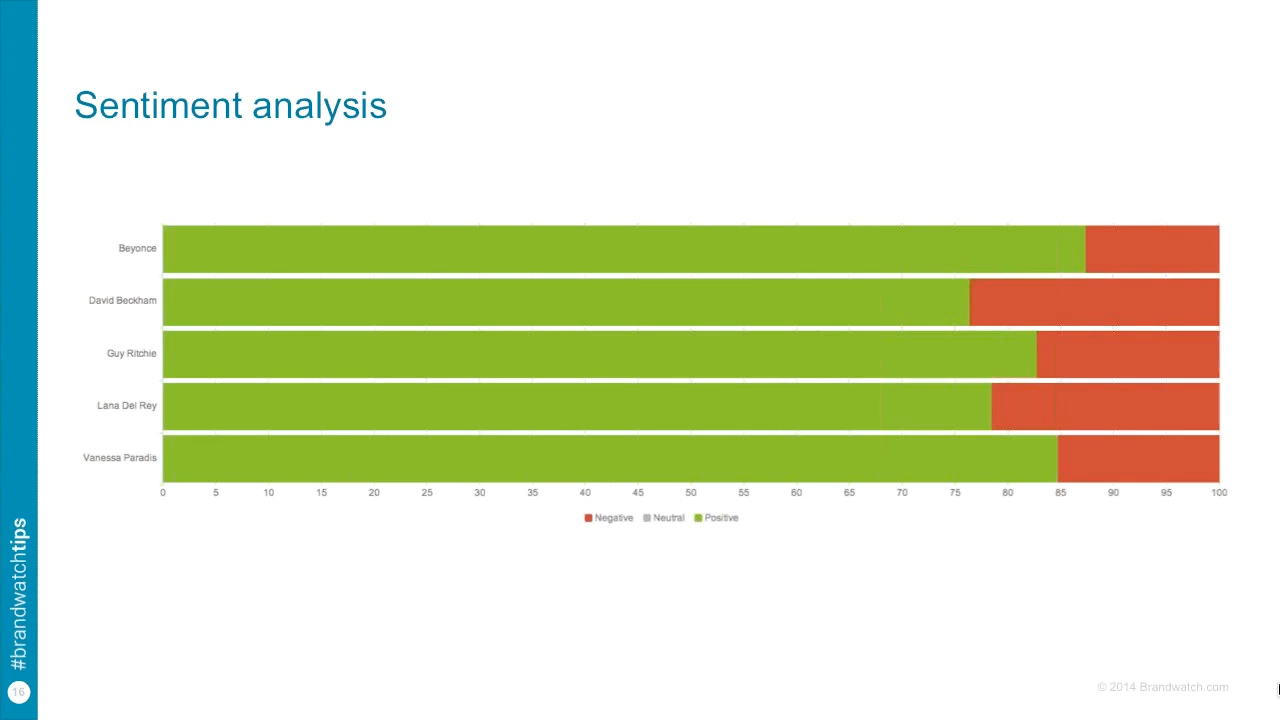 Sentiment analysis
Beyonce
David Beckham
Guy Ritchie
Lana Del Rey
Vanessa Paradis
0 5 10 15 20 25 30 35 40 45 50 55 60 65 70 75 80 85 90 95 100
Negative Neutral Positive
#brandwatchtips
16
© 2014 Brandwatch.com